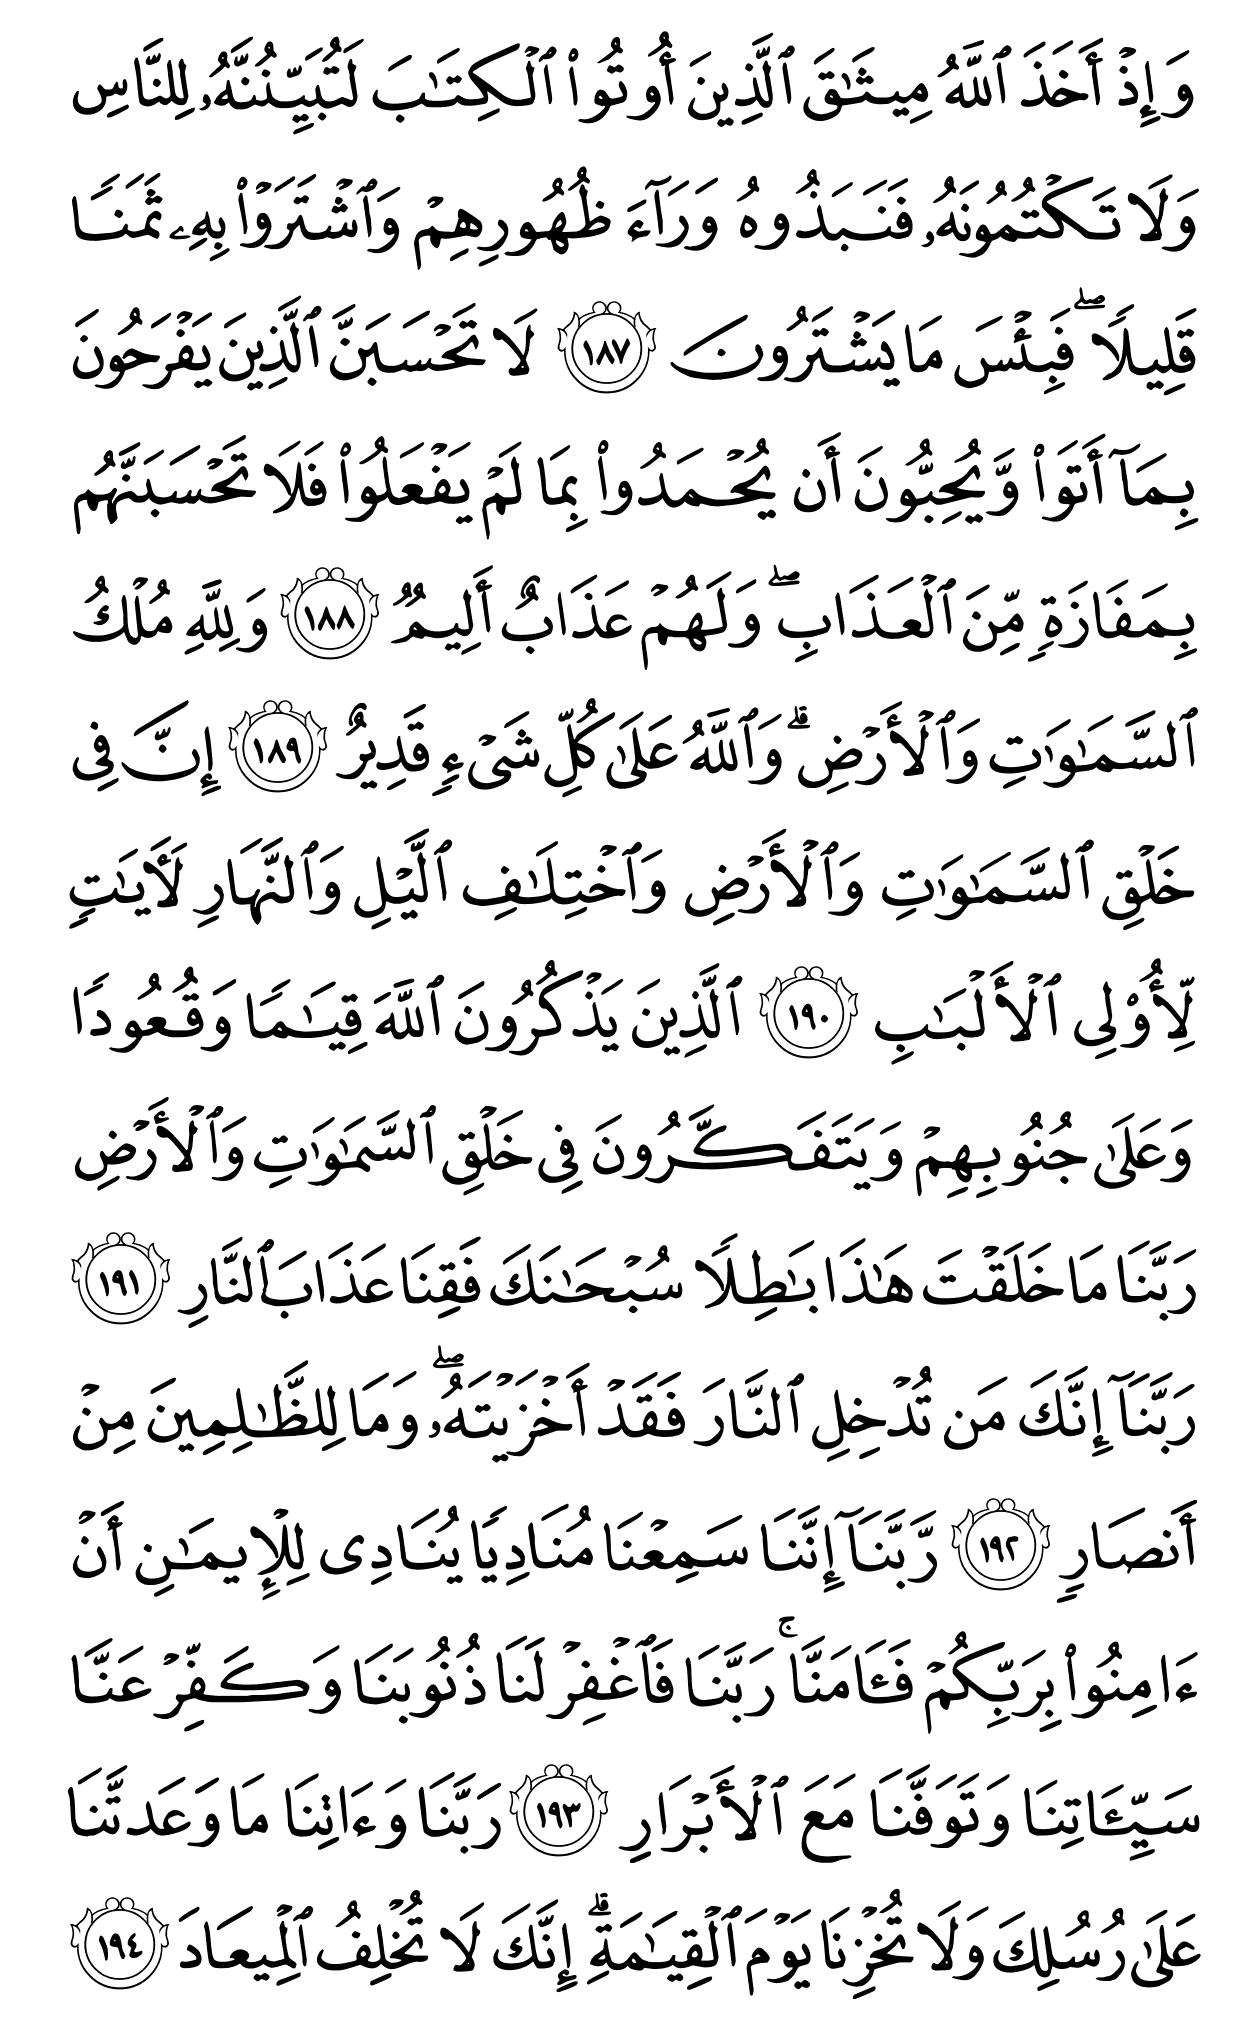 وَإِذۡ أَخَذَ ٱللَّهُ مِيثَٰقَ ٱلَّذِينَ أُوتُواْ ٱلۡكِتَٰبَ لَتُبَيِّنُنَّهُۥ لِلنَّاسِ
وَلَا تَكۡتُمُونَهُۥ فَنَبَذُوهُ وَرَآءَ ظُهُورِهِمۡ وَٱشۡتَرَوۡاْ بِهِۦ ثَمَنٗا
قَلِيلٗاۖ فَبِئۡسَ مَا يَشۡتَرُونَ ١٨٧ لَا تَحۡسَبَنَّ ٱلَّذِينَ يَفۡرَحُونَ
بِمَآ أَتَواْ وَّيُحِبُّونَ أَن يُحۡمَدُواْ بِمَا لَمۡ يَفۡعَلُواْ فَلَا تَحۡسَبَنَّهُم
بِمَفَازَةٖ مِّنَ ٱلۡعَذَابِۖ وَلَهُمۡ عَذَابٌ أَلِيمٞ ١٨٨ وَلِلَّهِ مُلۡكُ
ٱلسَّمَٰوَٰتِ وَٱلۡأَرۡضِۗ وَٱللَّهُ عَلَىٰ كُلِّ شَيۡءٖ قَدِيرٌ ١٨٩ إِنَّ فِي
خَلۡقِ ٱلسَّمَٰوَٰتِ وَٱلۡأَرۡضِ وَٱخۡتِلَٰفِ ٱلَّيۡلِ وَٱلنَّهَارِ لَأٓيَٰتٖ
لِّأُوْلِي ٱلۡأَلۡبَٰبِ ١٩٠ ٱلَّذِينَ يَذۡكُرُونَ ٱللَّهَ قِيَٰمٗا وَقُعُودٗا
وَعَلَىٰ جُنُوبِهِمۡ وَيَتَفَكَّرُونَ فِي خَلۡقِ ٱلسَّمَٰوَٰتِ وَٱلۡأَرۡضِ
رَبَّنَا مَا خَلَقۡتَ هَٰذَا بَٰطِلٗا سُبۡحَٰنَكَ فَقِنَا عَذَابَ ٱلنَّارِ ١٩١
رَبَّنَآ إِنَّكَ مَن تُدۡخِلِ ٱلنَّارَ فَقَدۡ أَخۡزَيۡتَهُۥۖ وَمَا لِلظَّٰلِمِينَ مِنۡ
أَنصَارٖ ١٩٢ رَّبَّنَآ إِنَّنَا سَمِعۡنَا مُنَادِيٗا يُنَادِي لِلۡإِيمَٰنِ أَنۡ
ءَامِنُواْ بِرَبِّكُمۡ فَـَٔامَنَّاۚ رَبَّنَا فَٱغۡفِرۡ لَنَا ذُنُوبَنَا وَكَفِّرۡ عَنَّا
سَيِّـَٔاتِنَا وَتَوَفَّنَا مَعَ ٱلۡأَبۡرَارِ ١٩٣ رَبَّنَا وَءَاتِنَا مَا وَعَدتَّنَا
عَلَىٰ رُسُلِكَ وَلَا تُخۡزِنَا يَوۡمَ ٱلۡقِيَٰمَةِۗ إِنَّكَ لَا تُخۡلِفُ ٱلۡمِيعَادَ ١٩٤